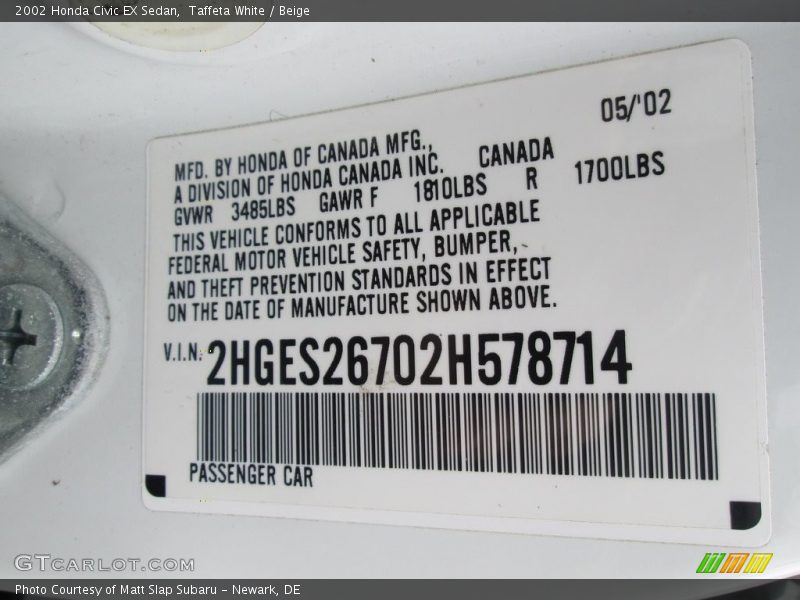 2002 Honda Civic EX Sedan,  Taffeta White / Beige
05/'02
MFD. BY HONDA OF CANADA MFG.,
A DIVISION OF HONDA CANADA INC. CANADA
GVWR 3485LBS GAWR F 1810LBS R 1700LBS
THIS VEHICLE CONFORMS TO ALL APPLICABLE
FEDERAL MOTOR VEHICLE SAFETY, BUMPER,
AND THEFT PREVENTION STANDARDS IN EFFECT
ON THE DATE OF MANUFACTURE SHOWN ABOVE.
V.I.N.: 2HGES26702H578714
PASSENGER CAR
GTCarLot.com
Photo Courtesy of Matt Slap Subaru – Newark, DE